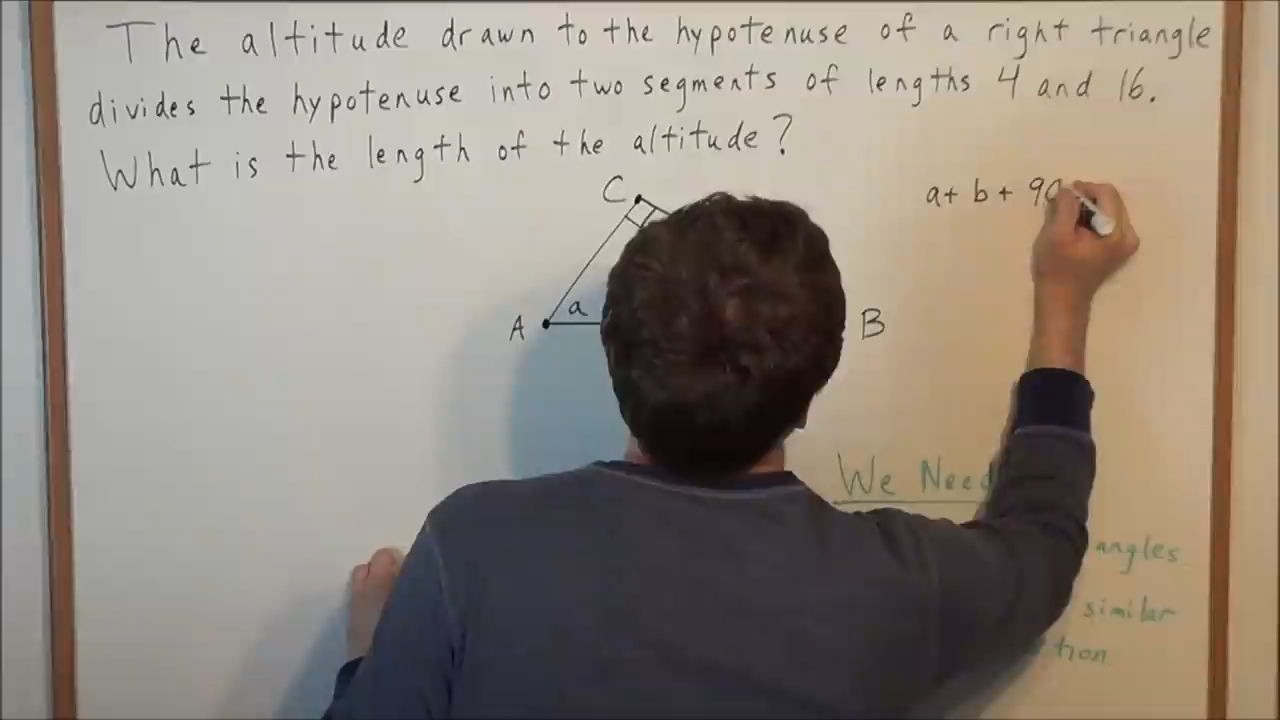 The altitude drawn to the hypotenuse of a right triangle
divides the hypotenuse into two segments of lengths 4 and 16.
What is the length of the altitude?
C
a + b + 90
a
A
B
We Need
angles
similar